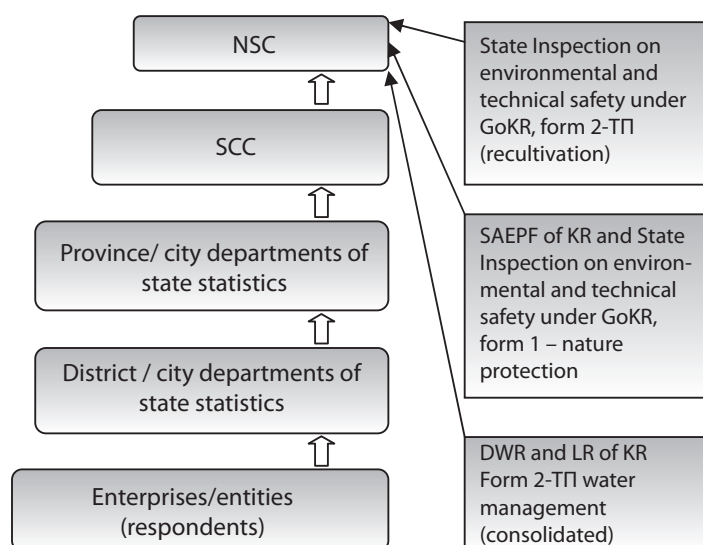 NSC
SCC
Province/ city departments of
state statistics
District / city departments of
state statistics
Enterprises/entities
(respondents)
State Inspection on
environmental and
technical safety under
GoKR, form 2-ТП
(recultivation)
SAEPF of KR and State
Inspection on environ-
mental and technical
safety under GoKR,
form 1 – nature
protection
DWR and LR of KR
Form 2-ТП water
management
(consolidated)